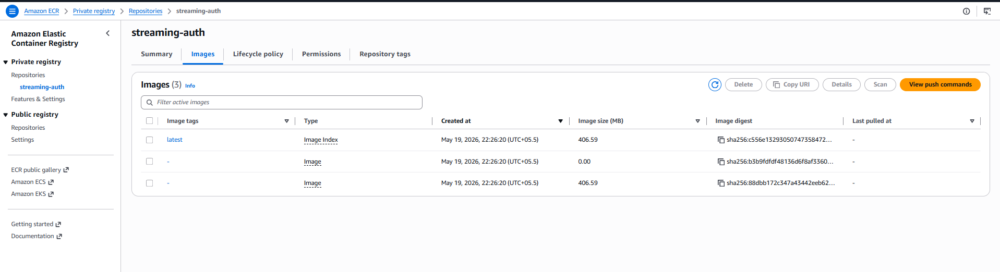 Amazon ECR > Private registry > Repositories > streaming-auth
Amazon Elastic
Container Registry
Private registry
Repositories
streaming-auth
Features & Settings
Public registry
Repositories
Settings
ECR public gallery
Amazon ECS
Amazon EKS
Getting started
Documentation
streaming-auth
Summary Images Lifecycle policy Permissions Repository tags
Images (3) Info
Delete Copy URI Details Scan View push commands
Filter active images
Image tags Type Created at Image size (MB) Image digest Last pulled at
latest Image Index May 19, 2026, 22:26:20 (UTC+05.5) 406.59 sha256:c556e13293050747358472... -
- Image May 19, 2026, 22:26:20 (UTC+05.5) 0.00 sha256:b3b9fdfdf48136d6f8af3360... -
- Image May 19, 2026, 22:26:20 (UTC+05.5) 406.59 sha256:88dbb172c347a43442eeb62... -